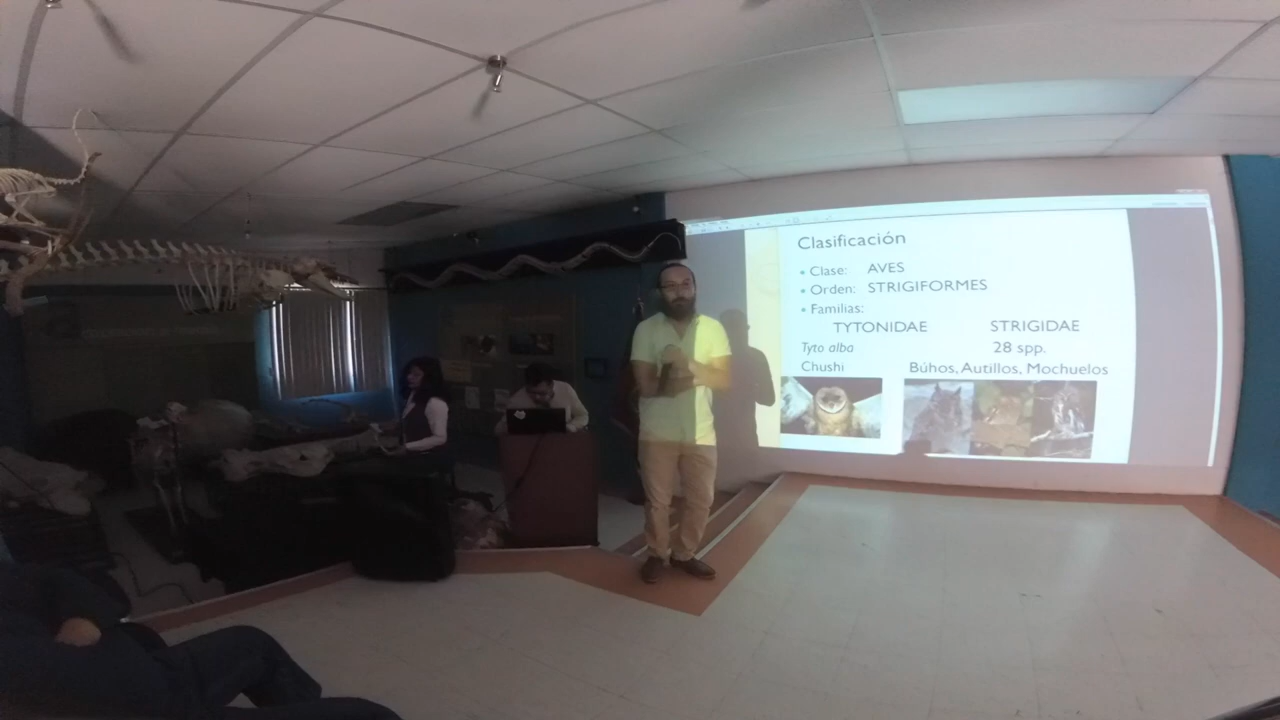 Clasificación
• Clase: AVES
• Orden: STRIGIFORMES
• Familias:
TYTONIDAE STRIGIDAE
Tyto alba 28 spp.
Chushi Búhos, Autillos, Mochuelos